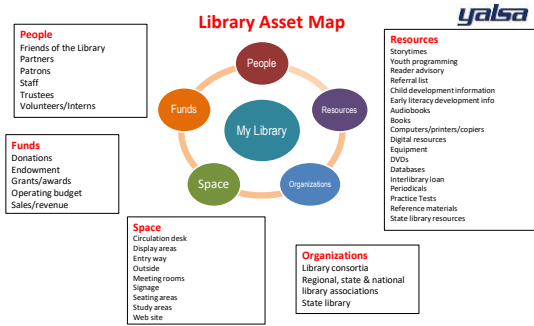 Library Asset Map
yalsa
People
Friends of the Library
Partners
Patrons
Staff
Trustees
Volunteers/Interns
Funds
Donations
Endowment
Grants/awards
Operating budget
Sales/revenue
People
Resources
Organizations
Space
Funds
My Library
Resources
Storytimes
Youth programming
Reader advisory
Referral list
Child development information
Early literacy development info
Audiobooks
Books
Computers/printers/copiers
Digital resources
Equipment
DVDs
Databases
Interlibrary loan
Periodicals
Practice Tests
Reference materials
State library resources
Space
Circulation desk
Display areas
Entry way
Outside
Meeting rooms
Signage
Seating areas
Study areas
Web site
Organizations
Library consortia
Regional, state & national
library associations
State library